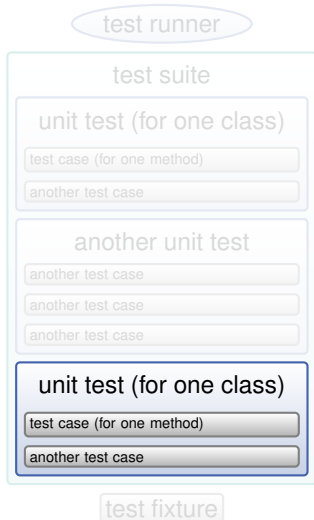 test runner
test suite
unit test (for one class)
test case (for one method)
another test case
another unit test
another test case
another test case
another test case
unit test (for one class)
test case (for one method)
another test case
test fixture